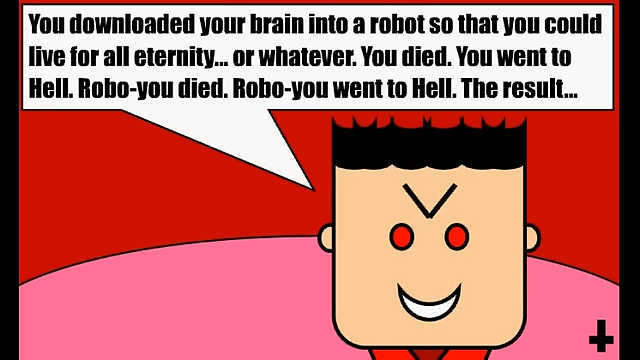 You downloaded your brain into a robot so that you could
live for all eternity... or whatever. You died. You went to
Hell. Robo-you died. Robo-you went to Hell. The result...